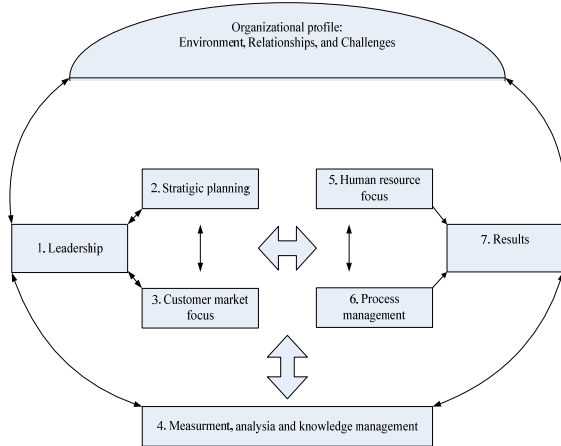 Organizational profile:
Environment, Relationships, and Challenges
2. Stratigic planning
5. Human resource
focus
1. Leadership
7. Results
3. Customer market
focus
6. Process
management
4. Measurment, analysia and knowledge management